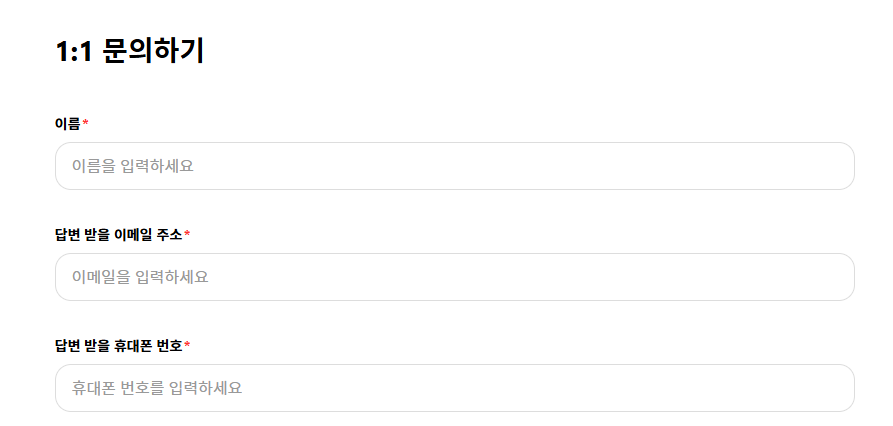 1:1 문의하기
이름*
이름을 입력하세요
답변 받을 이메일 주소*
이메일을 입력하세요
답변 받을 휴대폰 번호*
휴대폰 번호를 입력하세요